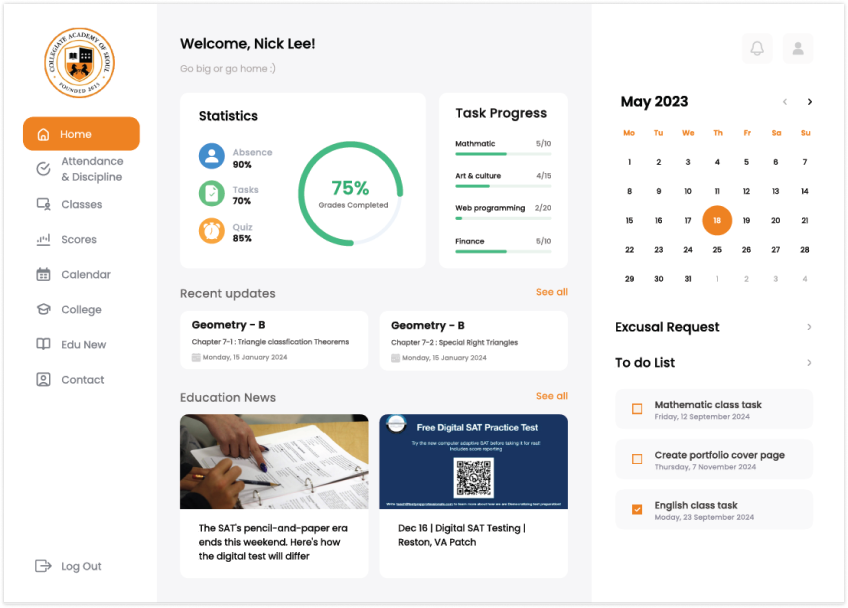 COLLEGIATE ACADEMY OF SEOUL
FOUNDED 2013
Home
Attendance
& Discipline
Classes
Scores
Calendar
College
Edu New
Contact
Log Out
Welcome, Nick Lee!
Go big or go home :)
Statistics
Absence
90%
Tasks
70%
Quiz
85%
75%
Grades Completed
Task Progress
Mathmatic 5/10
Art & culture 4/15
Web programming 2/20
Finance 5/10
Recent updates See all
Geometry - B
Chapter 7-1 : Triangle classfication Theorems
Monday, 15 January 2024
Geometry - B
Chapter 7-2 : Special Right Triangles
Monday, 15 January 2024
Education News See all
The SAT's pencil-and-paper era
ends this weekend. Here's how
the digital test will differ
Free Digital SAT Practice Test
Try the new computer adaptive SAT before taking it for real!
Includes score reporting
Dec 16 | Digital SAT Testing |
Reston, VA Patch
May 2023
Mo Tu We Th Fr Sa Su
1 2 3 4 5 6 7
8 9 10 11 12 13 14
15 16 17 18 19 20 21
22 23 24 25 26 27 28
29 30 31 1 2 3 4
Excusal Request
To do List
Mathematic class task
Friday, 12 September 2024
Create portfolio cover page
Thursday, 7 November 2024
English class task
Moday, 23 September 2024